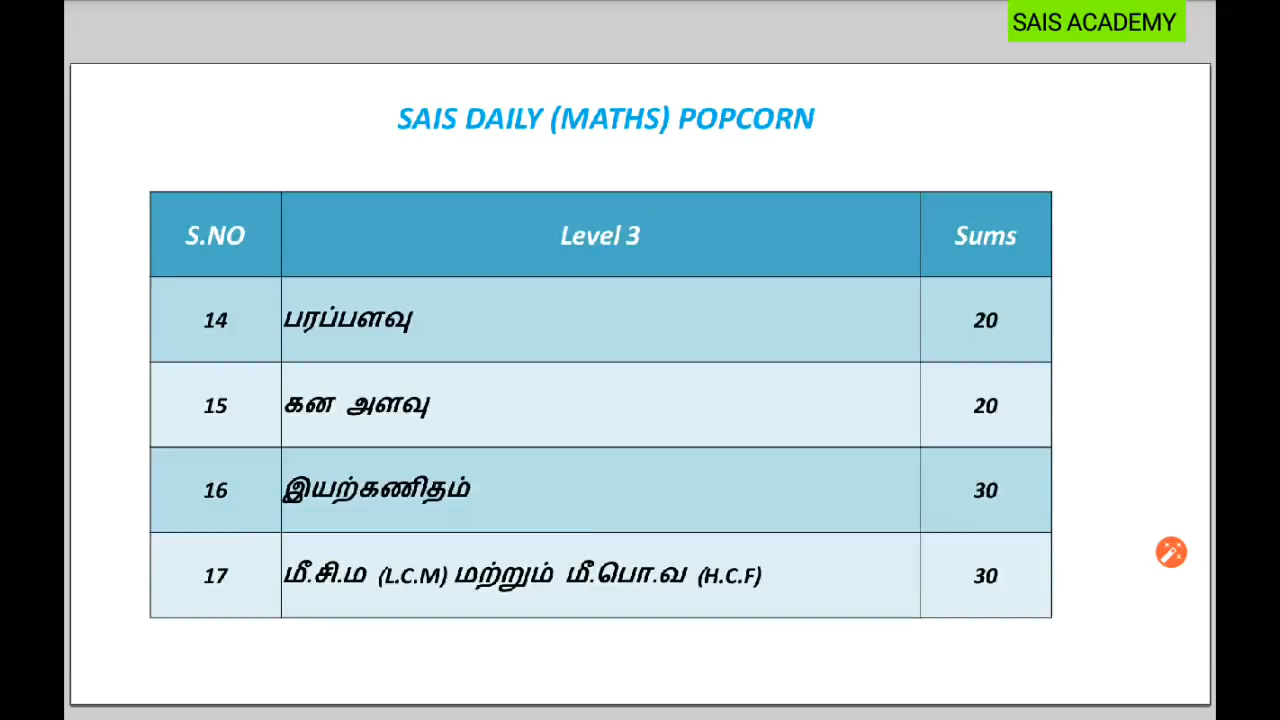 SAIS ACADEMY
SAIS DAILY (MATHS) POPCORN
S.NO Level 3 Sums
14 பரப்பளவு 20
15 கன அளவு 20
16 இயற்கணிதம் 30
17 மீ.சி.ம (L.C.M) மற்றும் மீ.பொ.வ (H.C.F) 30